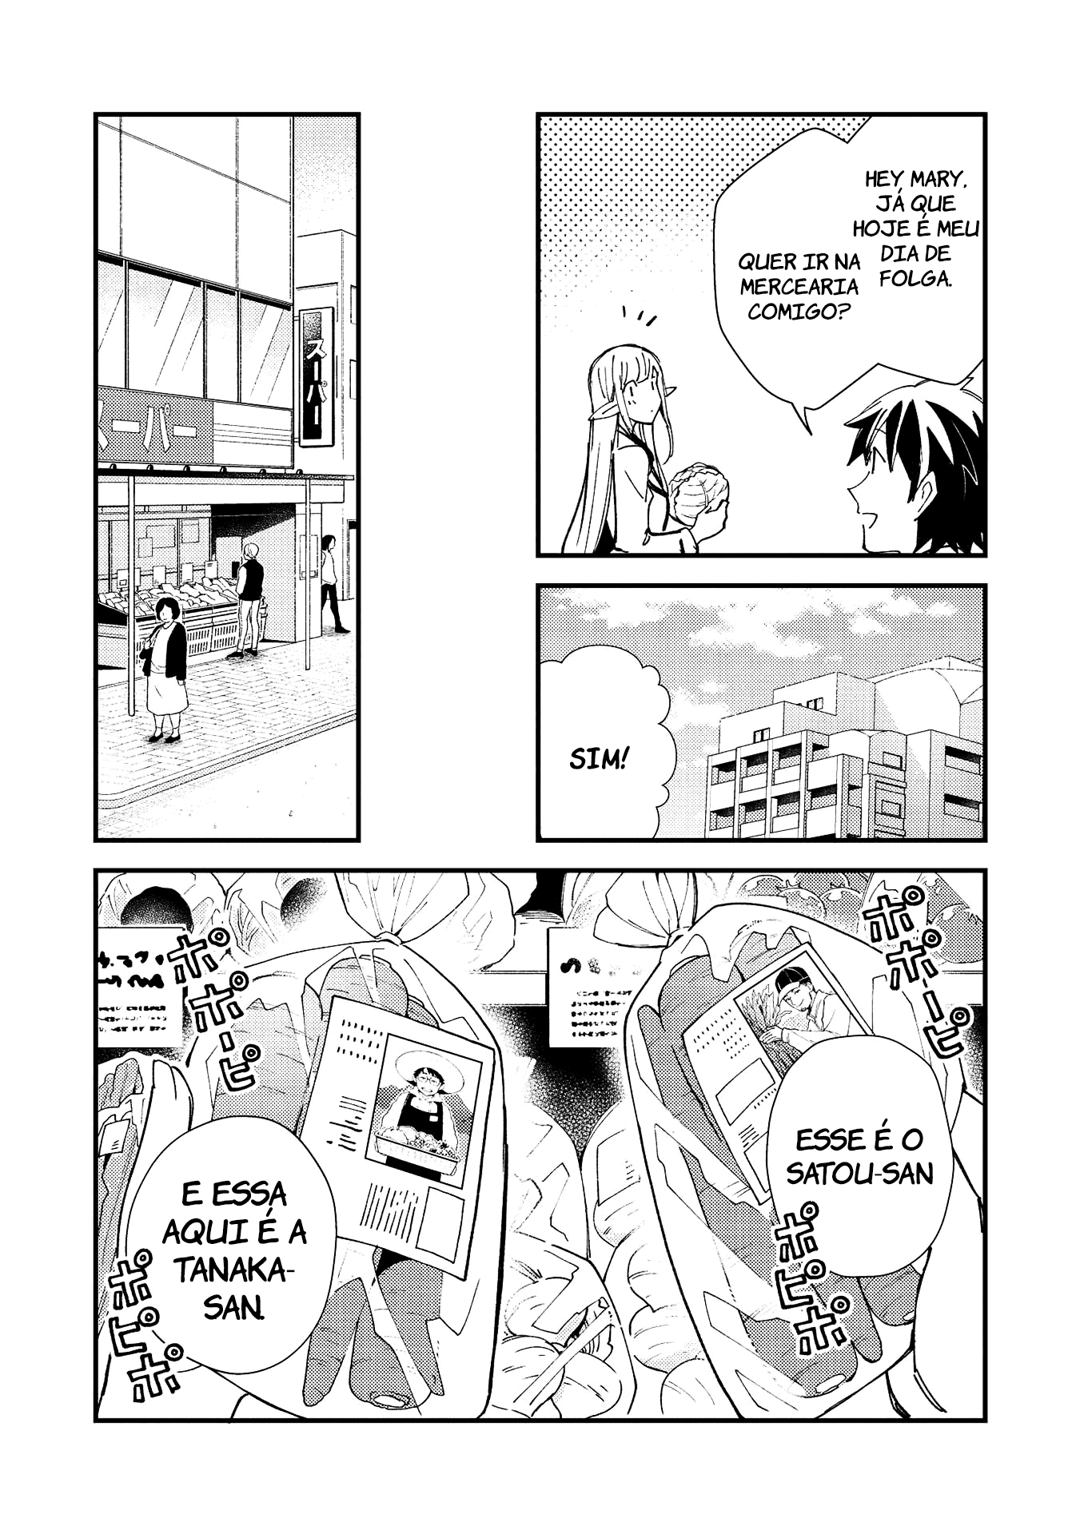 HEY MARY,
JÁ QUE
HOJE É MEU
DIA DE
FOLGA.
QUER IR NA
MERCEARIA
COMIGO?
SIM!
スーパー
スーパー
ポポーピ
ESSE É O
SATOU-SAN
ポピポ
ポポーピ
E ESSA
AQUI É A
TANAKA-
SAN.
ポピポ